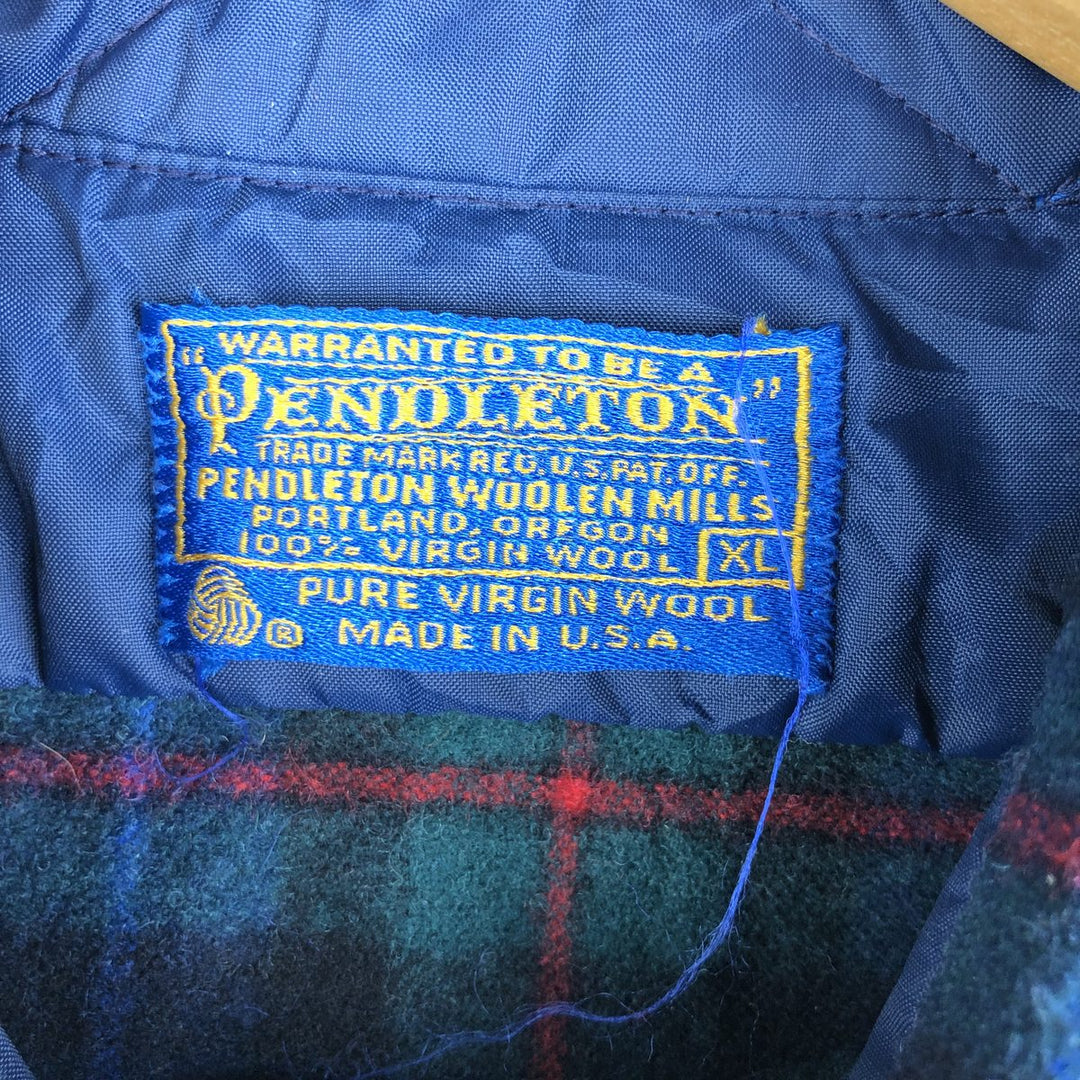 WARRANTED TO BE A
"PENDLETON"
TRADE MARK REG. U.S. PAT. OFF.
PENDLETON WOOLEN MILLS
PORTLAND, OREGON
100% VIRGIN WOOL XL
PURE VIRGIN WOOL
® MADE IN U.S.A.